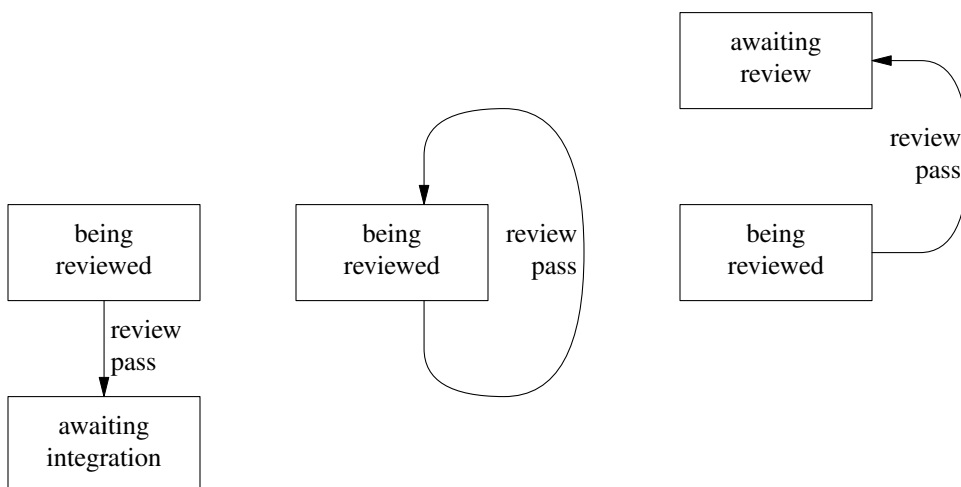 being
reviewed
review
pass
awaiting
integration
being
reviewed
review
pass
awaiting
review
review
pass
being
reviewed